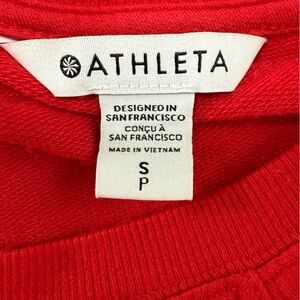 ATHLETA
DESIGNED IN
SAN FRANCISCO
CONÇU À
SAN FRANCISCO
MADE IN VIETNAM
S
P